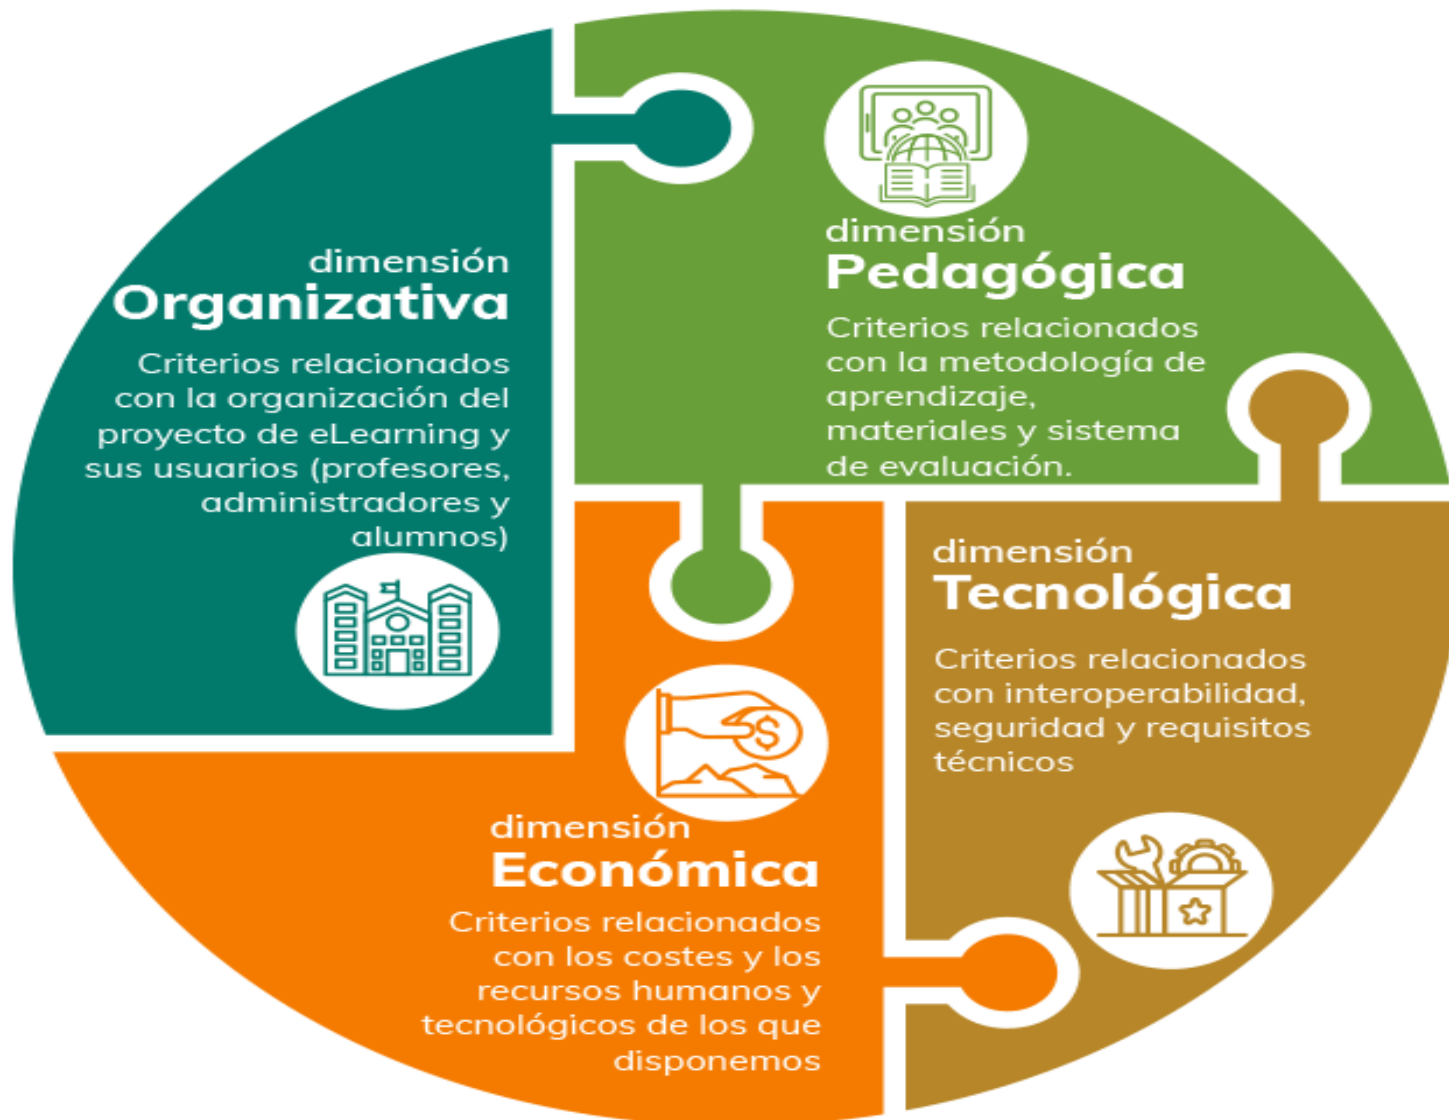 dimensión
Organizativa
Criterios relacionados
con la organización del
proyecto de eLearning y
sus usuarios (profesores,
administradores y
alumnos)
dimensión
Pedagógica
Criterios relacionados
con la metodología de
aprendizaje,
materiales y sistema
de evaluación.
dimensión
Económica
Criterios relacionados
con los costes y los
recursos humanos y
tecnológicos de los que
disponemos
dimensión
Tecnológica
Criterios relacionados
con interoperabilidad,
seguridad y requisitos
técnicos